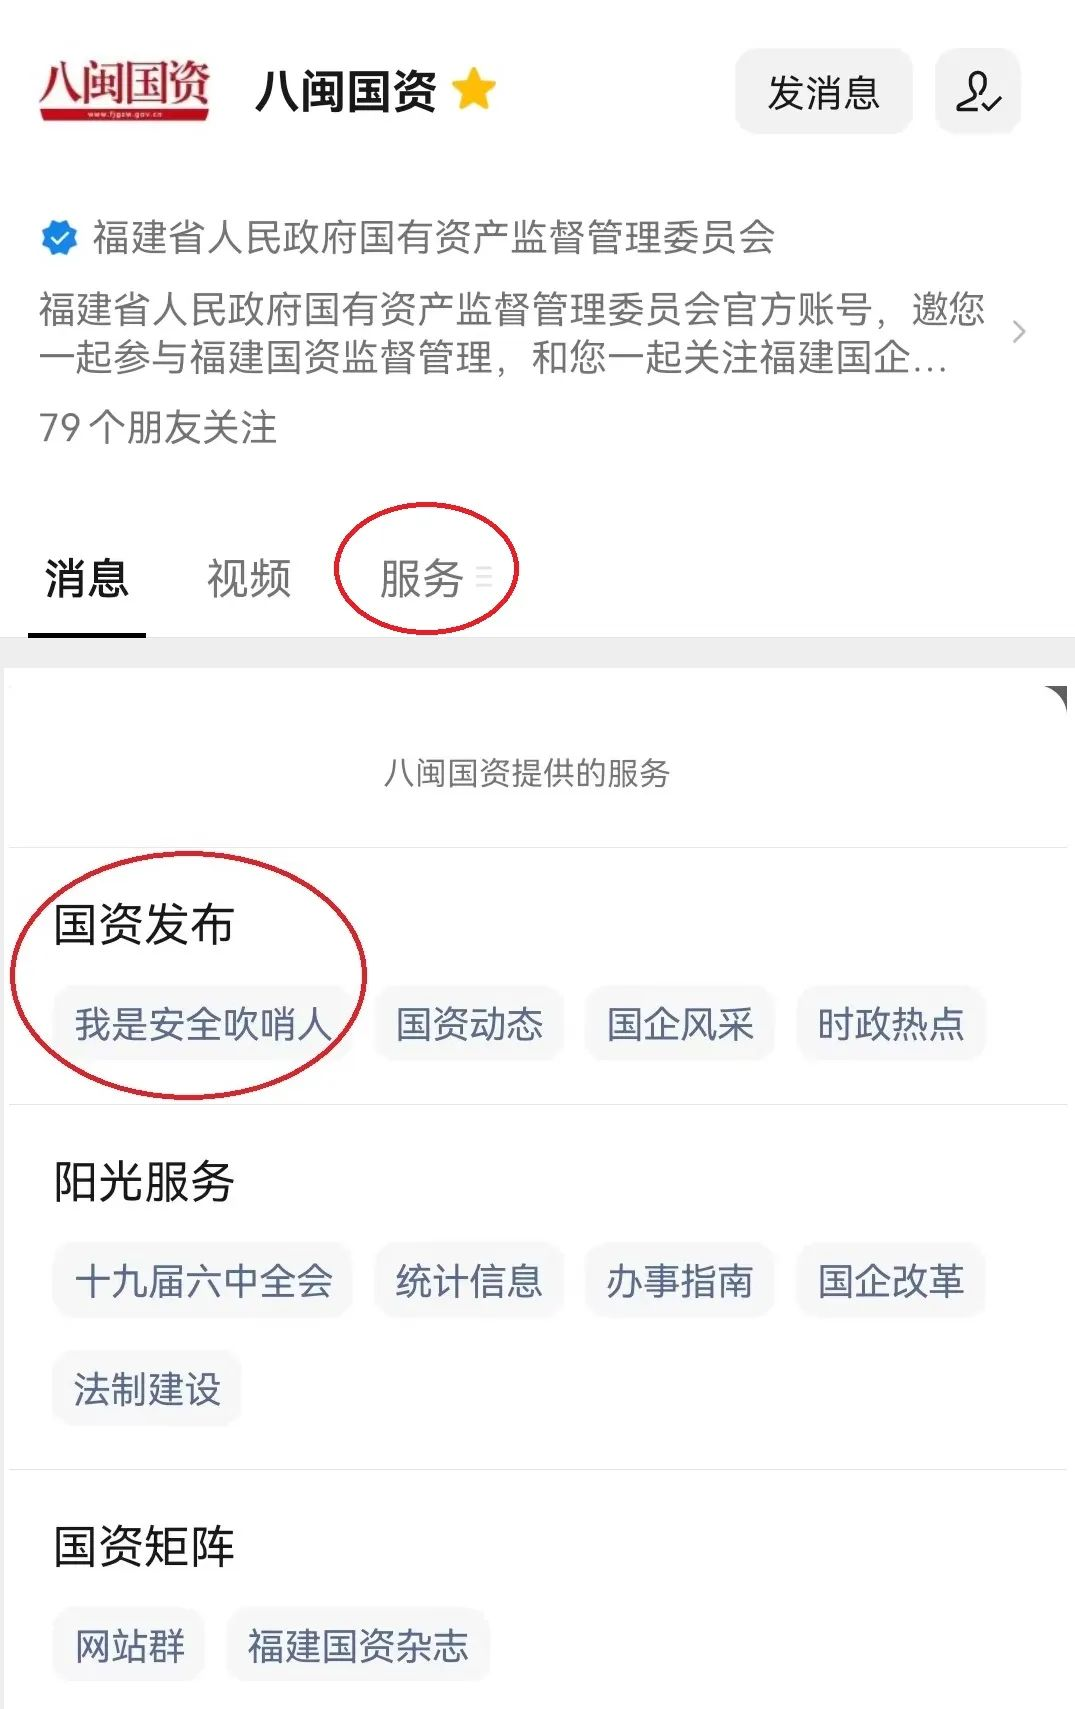 八闽国资
www.fjgzw.gov.cn
八闽国资
发消息
福建省人民政府国有资产监督管理委员会
福建省人民政府国有资产监督管理委员会官方账号，邀您
一起参与福建国资监督管理，和您一起关注福建国企...
79个朋友关注
消息 视频 服务
八闽国资提供的服务
国资发布
我是安全吹哨人 国资动态 国企风采 时政热点
阳光服务
十九届六中全会 统计信息 办事指南 国企改革
法制建设
国资矩阵
网站群 福建国资杂志